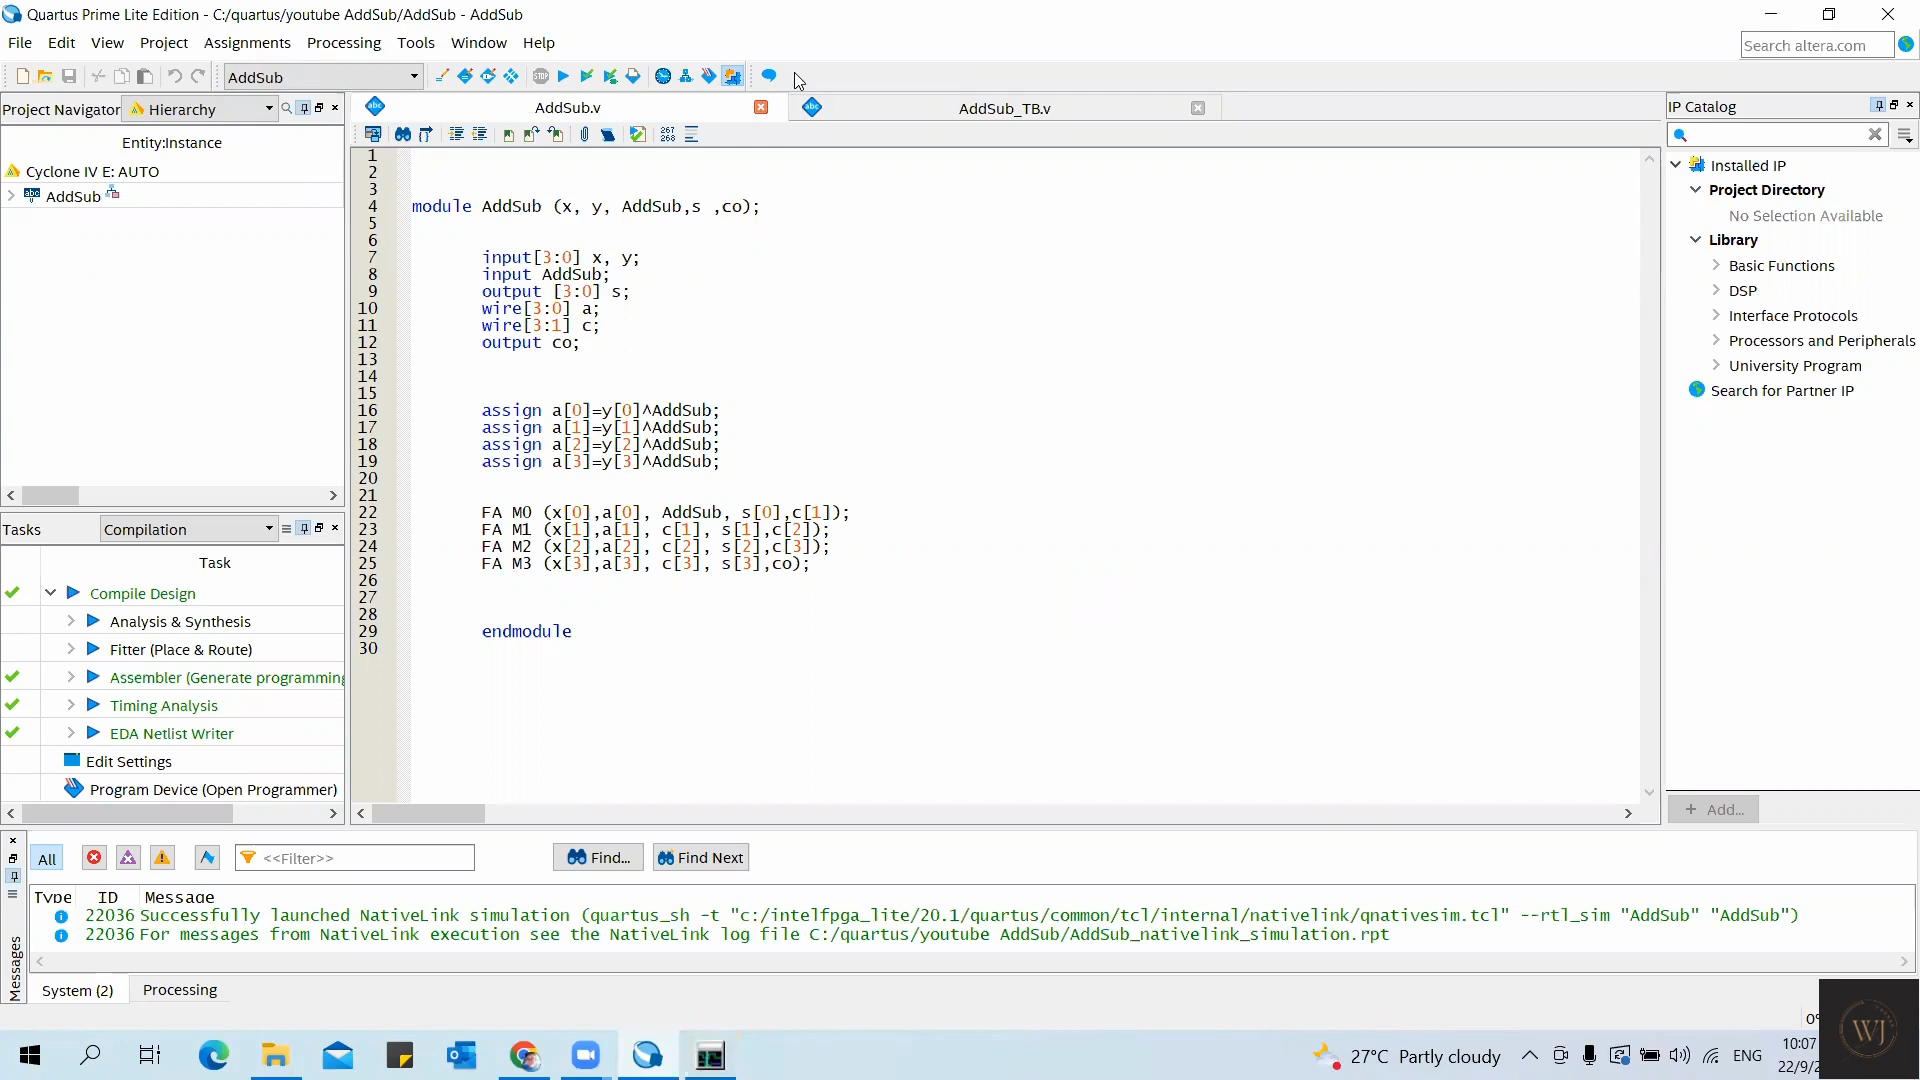 Quartus Prime Lite Edition - C:/quartus/youtube AddSub/AddSub - AddSub
File Edit View Project Assignments Processing Tools Window Help
Search altera.com
AddSub
Project Navigator Hierarchy
AddSub.v
AddSub_TB.v
IP Catalog
Entity:Instance
Cyclone IV E: AUTO
AddSub
267
268
1
2
3
4 module AddSub (x, y, AddSub,s ,co);
5
6
7 input[3:0] x, y;
8 input AddSub;
9 output [3:0] s;
10 wire[3:0] a;
11 wire[3:1] c;
12 output co;
13
14
15
16 assign a[0]=y[0]^AddSub;
17 assign a[1]=y[1]^AddSub;
18 assign a[2]=y[2]^AddSub;
19 assign a[3]=y[3]^AddSub;
20
21
22 FA M0 (x[0],a[0], AddSub, s[0],c[1]);
23 FA M1 (x[1],a[1], c[1], s[1],c[2]);
24 FA M2 (x[2],a[2], c[2], s[2],c[3]);
25 FA M3 (x[3],a[3], c[3], s[3],co);
26
27
28
29 endmodule
30
Installed IP
Project Directory
No Selection Available
Library
Basic Functions
DSP
Interface Protocols
Processors and Peripherals
University Program
Search for Partner IP
+ Add...
Tasks Compilation
Task
Compile Design
Analysis & Synthesis
Fitter (Place & Route)
Assembler (Generate programming
Timing Analysis
EDA Netlist Writer
Edit Settings
Program Device (Open Programmer)
All <<Filter>> Find... Find Next
Type ID Message
22036 Successfully launched NativeLink simulation (quartus_sh -t "c:/intelfpga_lite/20.1/quartus/common/tcl/internal/nativelink/qnativesim.tcl" --rtl_sim "AddSub" "AddSub")
22036 For messages from NativeLink execution see the NativeLink log file C:/quartus/youtube AddSub/AddSub_nativelink_simulation.rpt
Messages
System (2) Processing
0%
WJ
27°C Partly cloudy
ENG
10:07
22/9/2